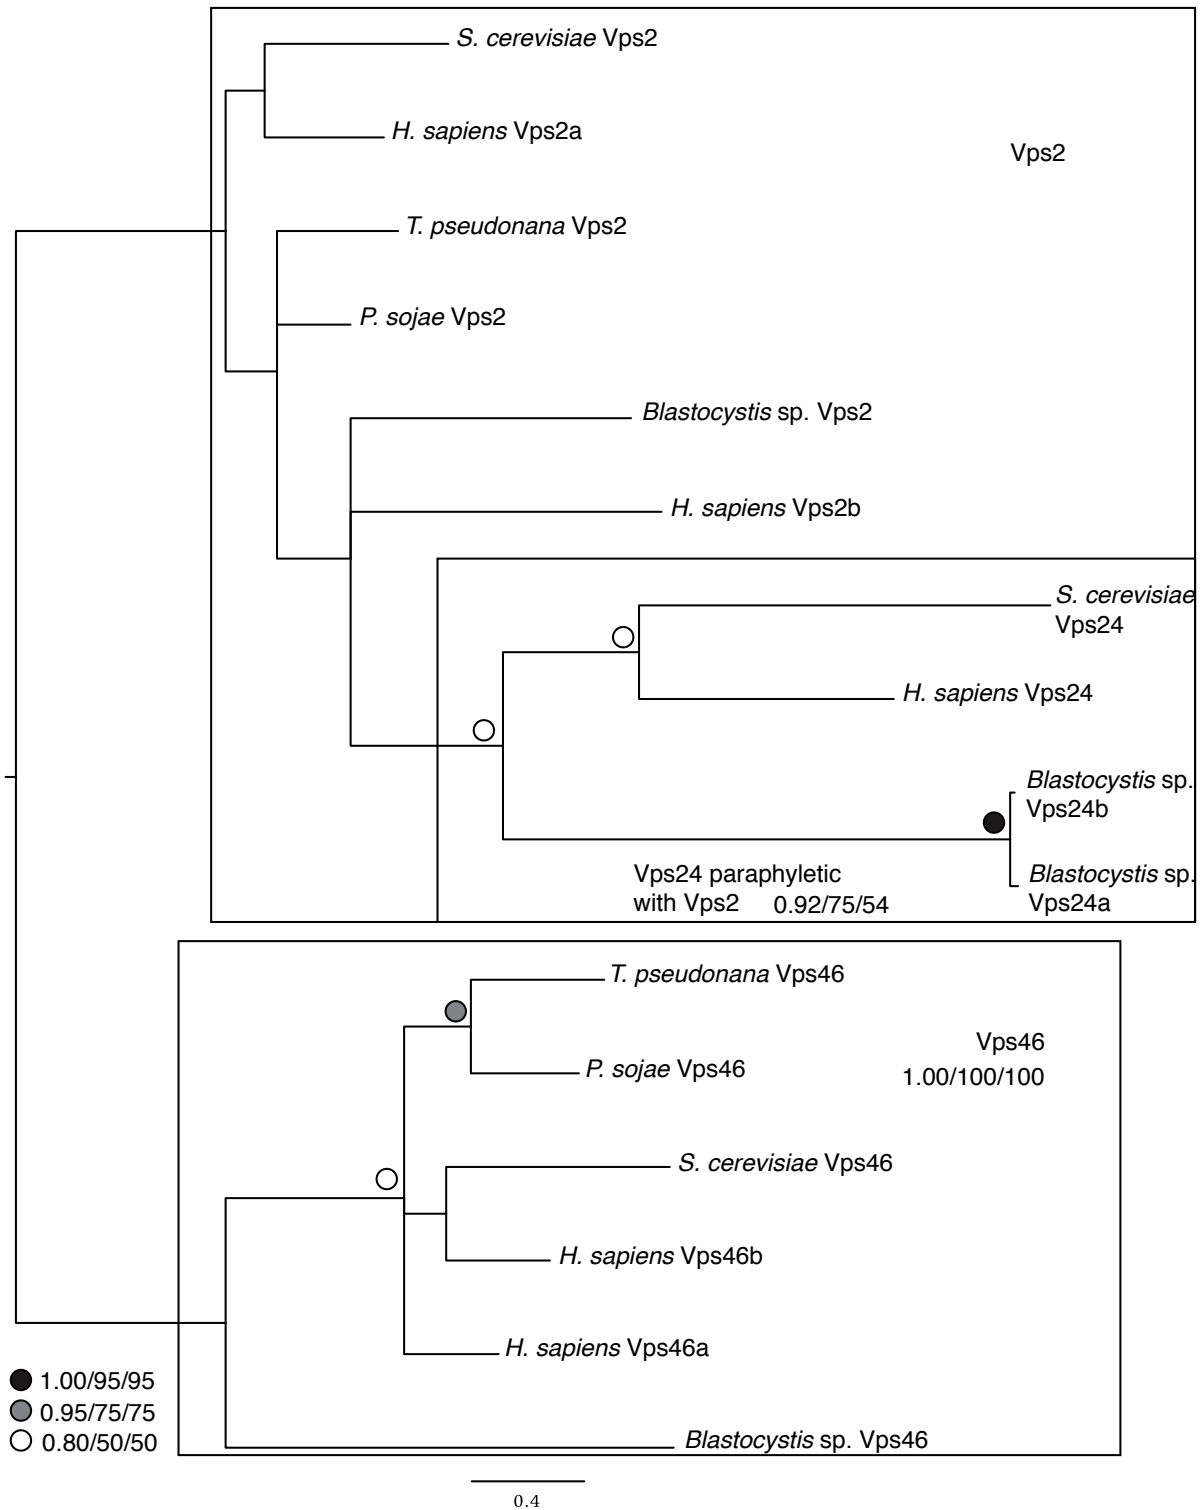 S. cerevisiae Vps2
H. sapiens Vps2a
Vps2
T. pseudonana Vps2
P. sojae Vps2
Blastocystis sp. Vps2
H. sapiens Vps2b
S. cerevisiae
Vps24
H. sapiens Vps24
Blastocystis sp.
Vps24b
Vps24 paraphyletic
with Vps2 0.92/75/54
Blastocystis sp.
Vps24a
T. pseudonana Vps46
Vps46
1.00/100/100
P. sojae Vps46
S. cerevisiae Vps46
H. sapiens Vps46b
H. sapiens Vps46a
1.00/95/95
0.95/75/75
0.80/50/50
Blastocystis sp. Vps46
0.4